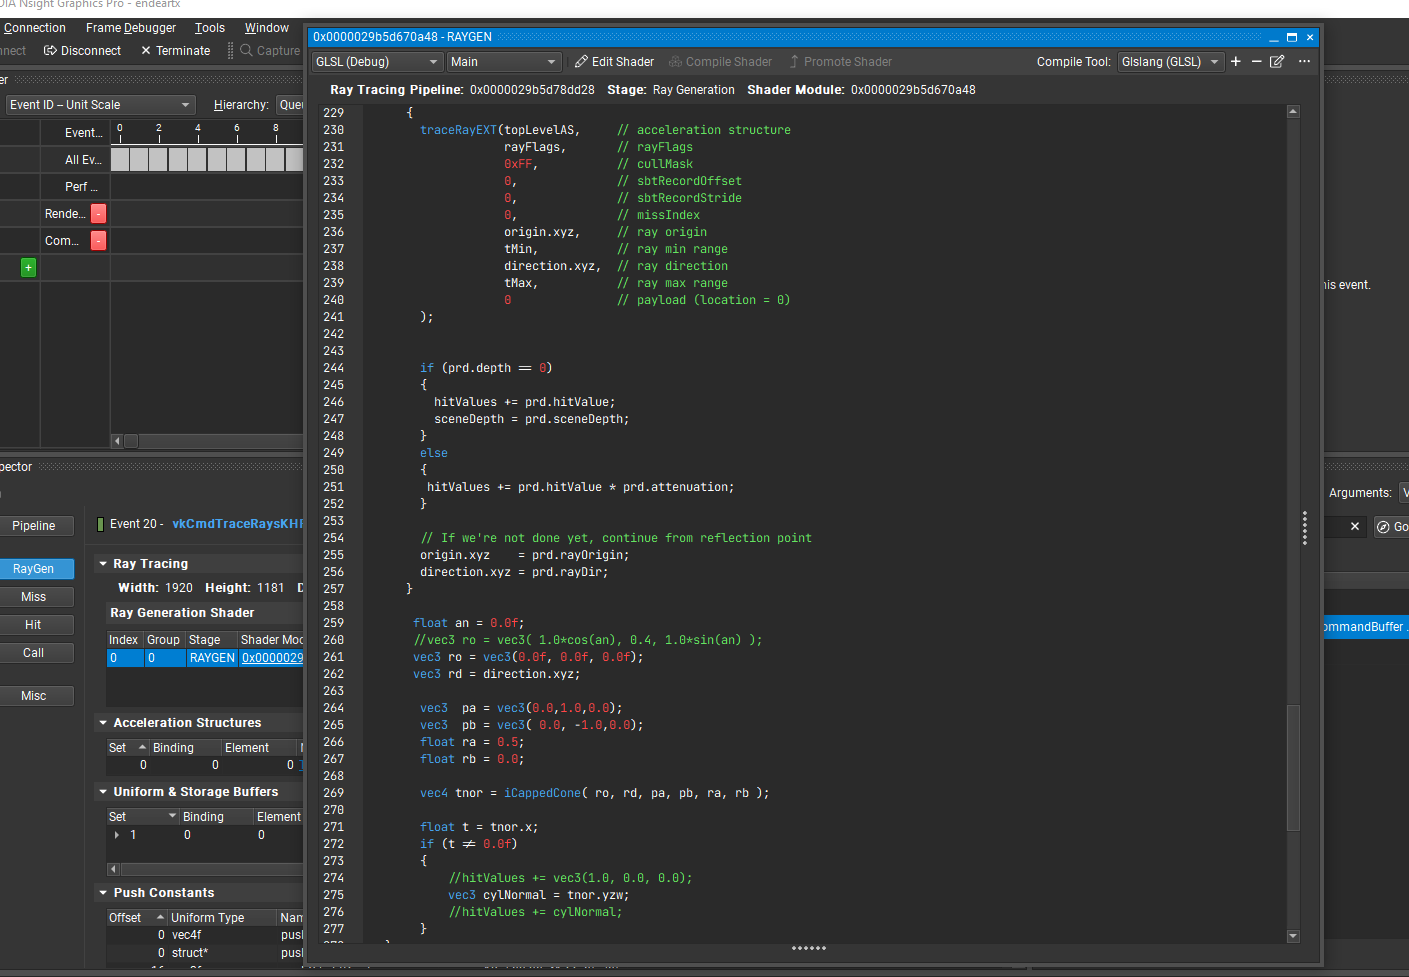 DIA Nsight Graphics Pro - endeartx
Connection Frame Debugger Tools Window
Disconnect Terminate Capture
Event ID – Unit Scale Hierarchy:
Event... 0 2 4 6 8
All Ev...
Perf ...
Rende... -
Com... -
+
Pipeline
RayGen
Miss
Hit
Call
Misc
Event 20 - vkCmdTraceRaysKHR
Ray Tracing
Width: 1920 Height: 1181
Ray Generation Shader
Index Group Stage Shader Mod
0 0 RAYGEN 0x0000029
Acceleration Structures
Set Binding Element
0 0 0
Uniform & Storage Buffers
Set Binding Element
1 0 0
Push Constants
Offset Uniform Type Nam
0 vec4f pus
0 struct* pus
0x0000029b5d670a48 - RAYGEN
GLSL (Debug) Main Edit Shader Compile Shader Promote Shader Compile Tool: Glslang (GLSL) + − ...
Ray Tracing Pipeline: 0x0000029b5d78dd28 Stage: Ray Generation Shader Module: 0x0000029b5d670a48
229 {
230 traceRayEXT(topLevelAS, // acceleration structure
231 rayFlags, // rayFlags
232 0xFF, // cullMask
233 0, // sbtRecordOffset
234 0, // sbtRecordStride
235 0, // missIndex
236 origin.xyz, // ray origin
237 tMin, // ray min range
238 direction.xyz, // ray direction
239 tMax, // ray max range
240 0 // payload (location = 0)
241 );
242
243
244 if (prd.depth == 0)
245 {
246 hitValues += prd.hitValue;
247 sceneDepth = prd.sceneDepth;
248 }
249 else
250 {
251 hitValues += prd.hitValue * prd.attenuation;
252 }
253
254 // If we're not done yet, continue from reflection point
255 origin.xyz = prd.rayOrigin;
256 direction.xyz = prd.rayDir;
257 }
258
259 float an = 0.0f;
260 //vec3 ro = vec3( 1.0*cos(an), 0.4, 1.0*sin(an) );
261 vec3 ro = vec3(0.0f, 0.0f, 0.0f);
262 vec3 rd = direction.xyz;
263
264 vec3 pa = vec3(0.0,1.0,0.0);
265 vec3 pb = vec3( 0.0, -1.0,0.0);
266 float ra = 0.5;
267 float rb = 0.0;
268
269 vec4 tnor = iCappedCone( ro, rd, pa, pb, ra, rb );
270
271 float t = tnor.x;
272 if (t != 0.0f)
273 {
274 //hitValues += vec3(1.0, 0.0, 0.0);
275 vec3 cylNormal = tnor.yzw;
276 //hitValues += cylNormal;
277 }
his event.
Arguments:
Go
ommandBuffer